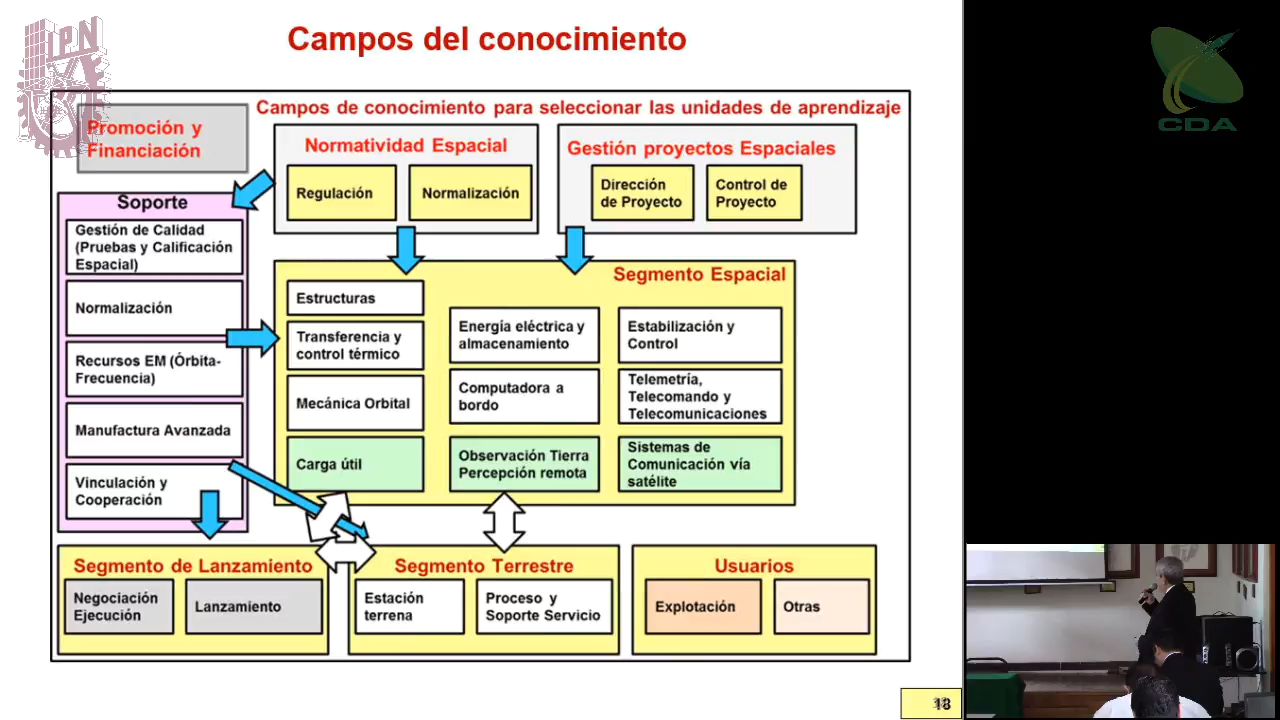 IPN
Campos del conocimiento
CDA
Campos de conocimiento para seleccionar las unidades de aprendizaje
Promoción y
Financiación
Normatividad Espacial
Regulación
Normalización
Gestión proyectos Espaciales
Dirección
de Proyecto
Control de
Proyecto
Soporte
Gestión de Calidad
(Pruebas y Calificación
Espacial)
Normalización
Recursos EM (Órbita-
Frecuencia)
Manufactura Avanzada
Vinculación y
Cooperación
Segmento Espacial
Estructuras
Transferencia y
control térmico
Mecánica Orbital
Carga útil
Energía eléctrica y
almacenamiento
Computadora a
bordo
Observación Tierra
Percepción remota
Estabilización y
Control
Telemetría,
Telecomando y
Telecomunicaciones
Sistemas de
Comunicación vía
satélite
Segmento de Lanzamiento
Negociación
Ejecución
Lanzamiento
Segmento Terrestre
Estación
terrena
Proceso y
Soporte Servicio
Usuarios
Explotación
Otras